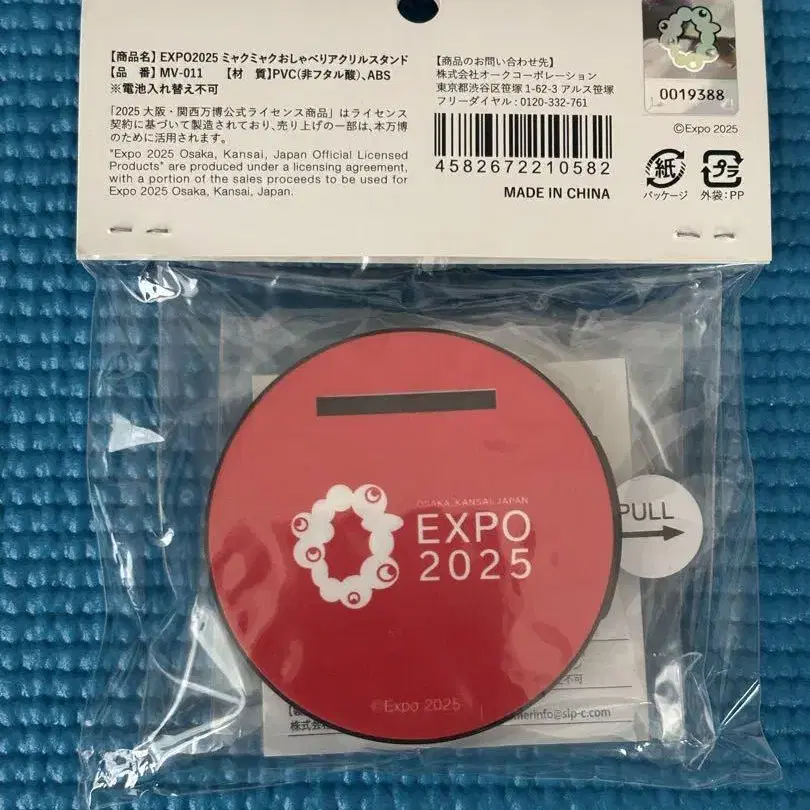 【商品名】EXPO2025 ミャクミャクおしゃべりアクリルスタンド
【品　番】MV-011　【材　質】PVC(非フタル酸)、ABS
※電池入れ替え不可
「2025 大阪・関西万博公式ライセンス商品」はライセンス
契約に基づいて製造されており、売り上げの一部は、本万博
のために活用されます。
"Expo 2025 Osaka, Kansai, Japan Official Licensed
Products" are produced under a licensing agreement,
with a portion of the sales proceeds to be used for
Expo 2025 Osaka, Kansai, Japan.
【商品のお問い合わせ先】
株式会社オークコーポレーション
東京都渋谷区笹塚 1-62-3 アルス笹塚
フリーダイヤル：0120-332-761
4582672210582
MADE IN CHINA
0019388
©Expo 2025
紙
パッケージ
プラ
外袋：PP
OSAKA, KANSAI, JAPAN
EXPO
2025
PULL
©Expo 2025
不可
株式
merinfo@slp-c.com